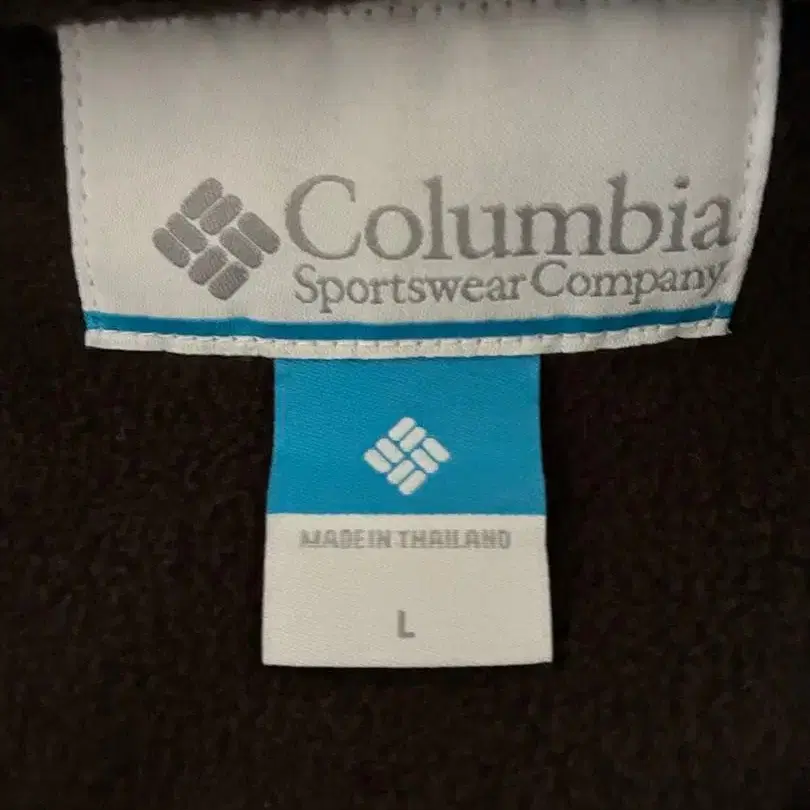 Columbia
Sportswear Company
MADE IN THAILAND
L